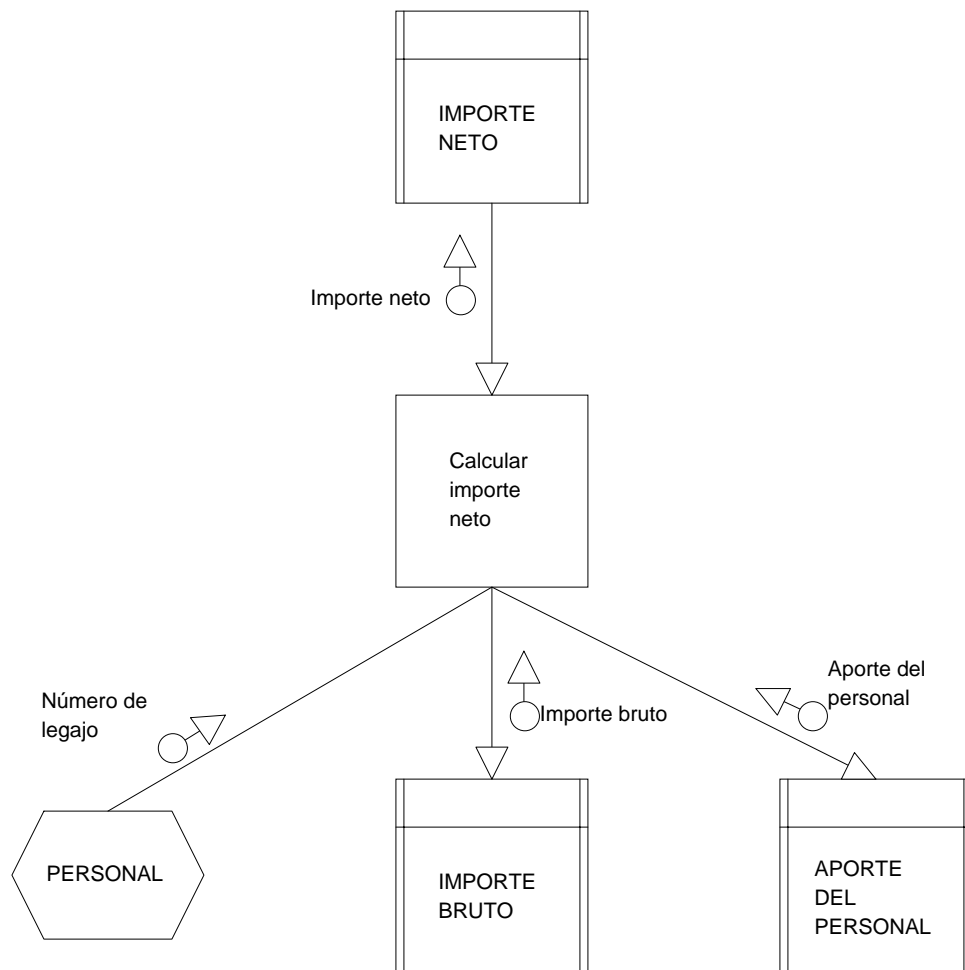 IMPORTE
NETO
Importe neto
Calcular
importe
neto
Número de
legajo
Importe bruto
Aporte del
personal
PERSONAL
IMPORTE
BRUTO
APORTE
DEL
PERSONAL